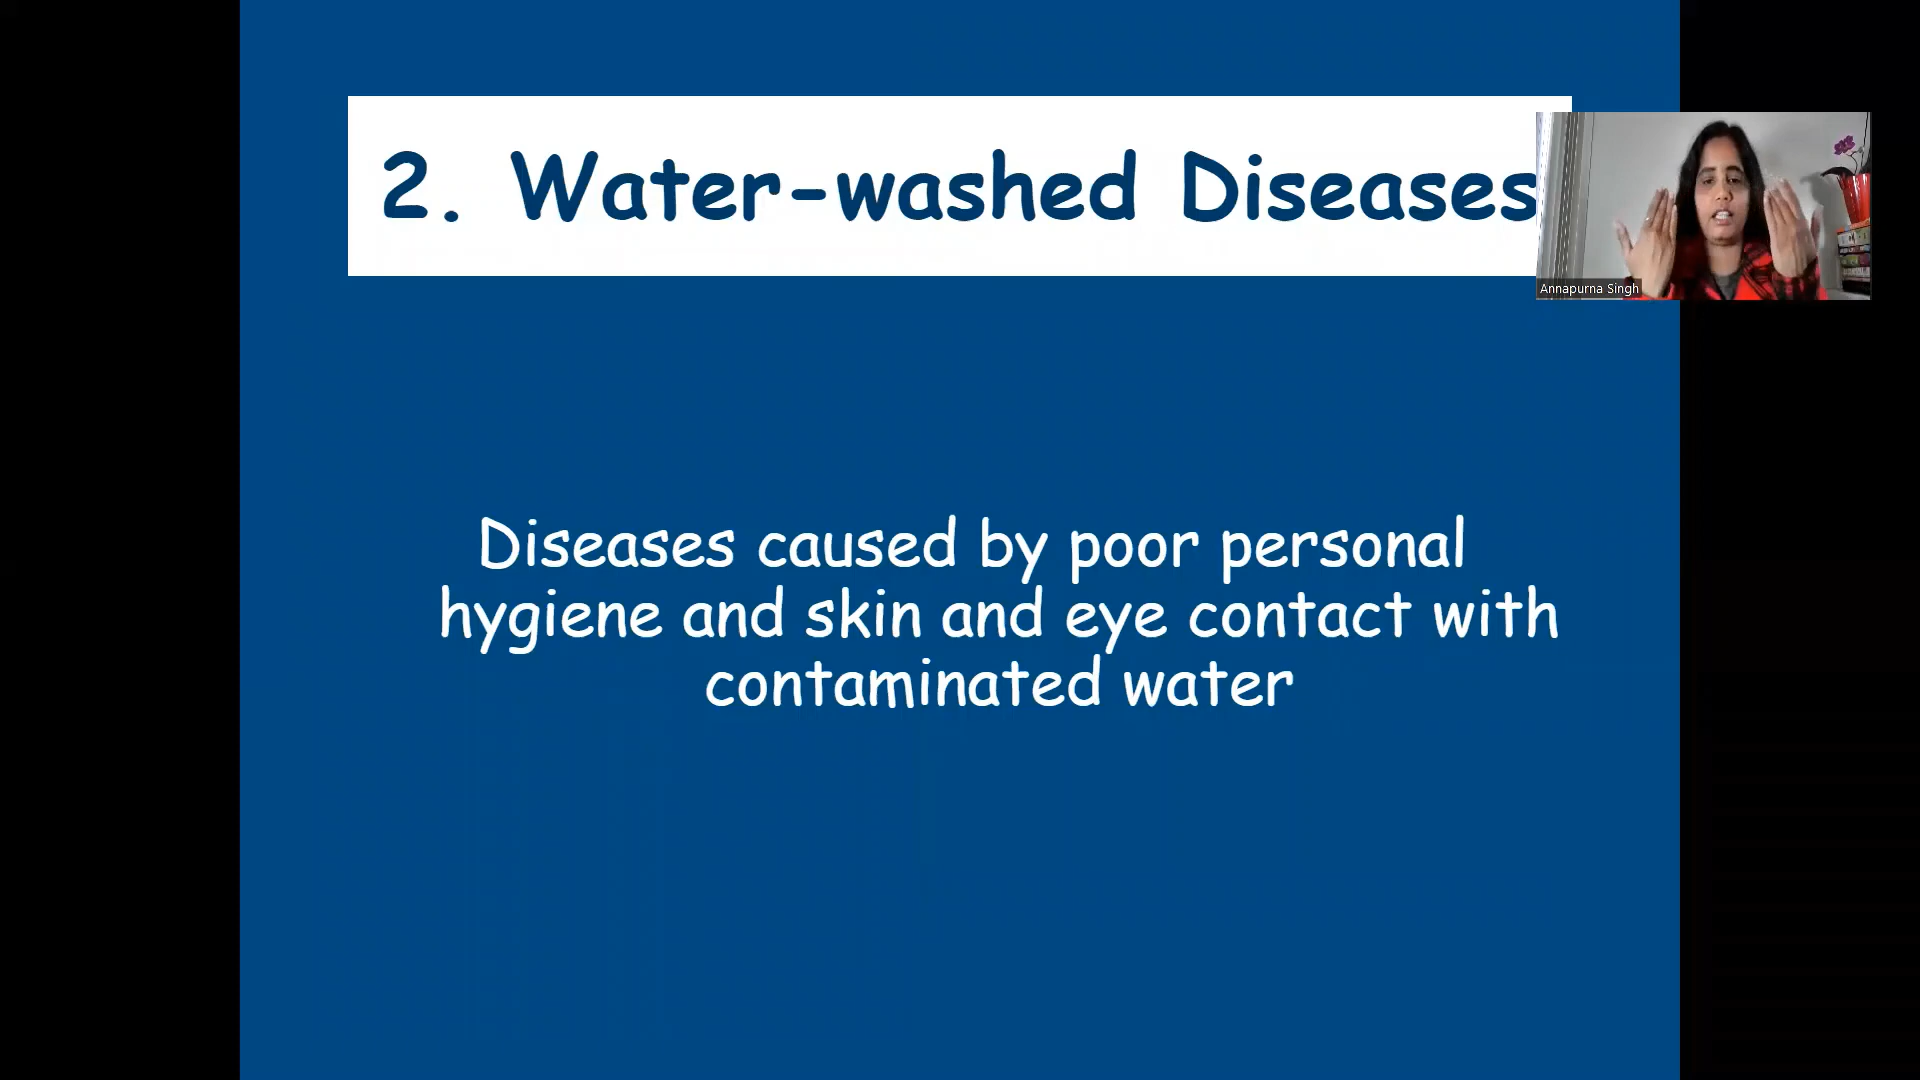 2. Water-washed Diseases
Annapurna Singh
Diseases caused by poor personal
hygiene and skin and eye contact with
contaminated water